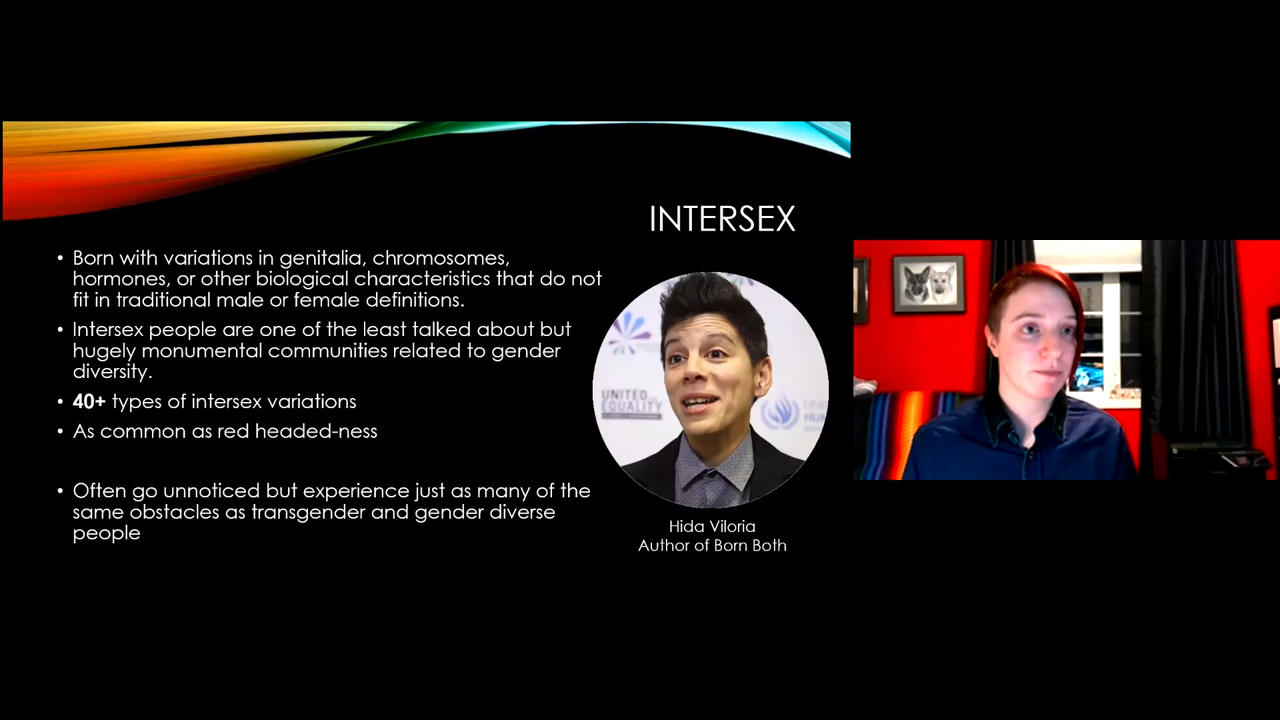 INTERSEX
• Born with variations in genitalia, chromosomes,
hormones, or other biological characteristics that do not
fit in traditional male or female definitions.
• Intersex people are one of the least talked about but
hugely monumental communities related to gender
diversity.
• 40+ types of intersex variations
• As common as red headed-ness
• Often go unnoticed but experience just as many of the
same obstacles as transgender and gender diverse
people
UNITED
EQUALITY
Hida Viloria
Author of Born Both